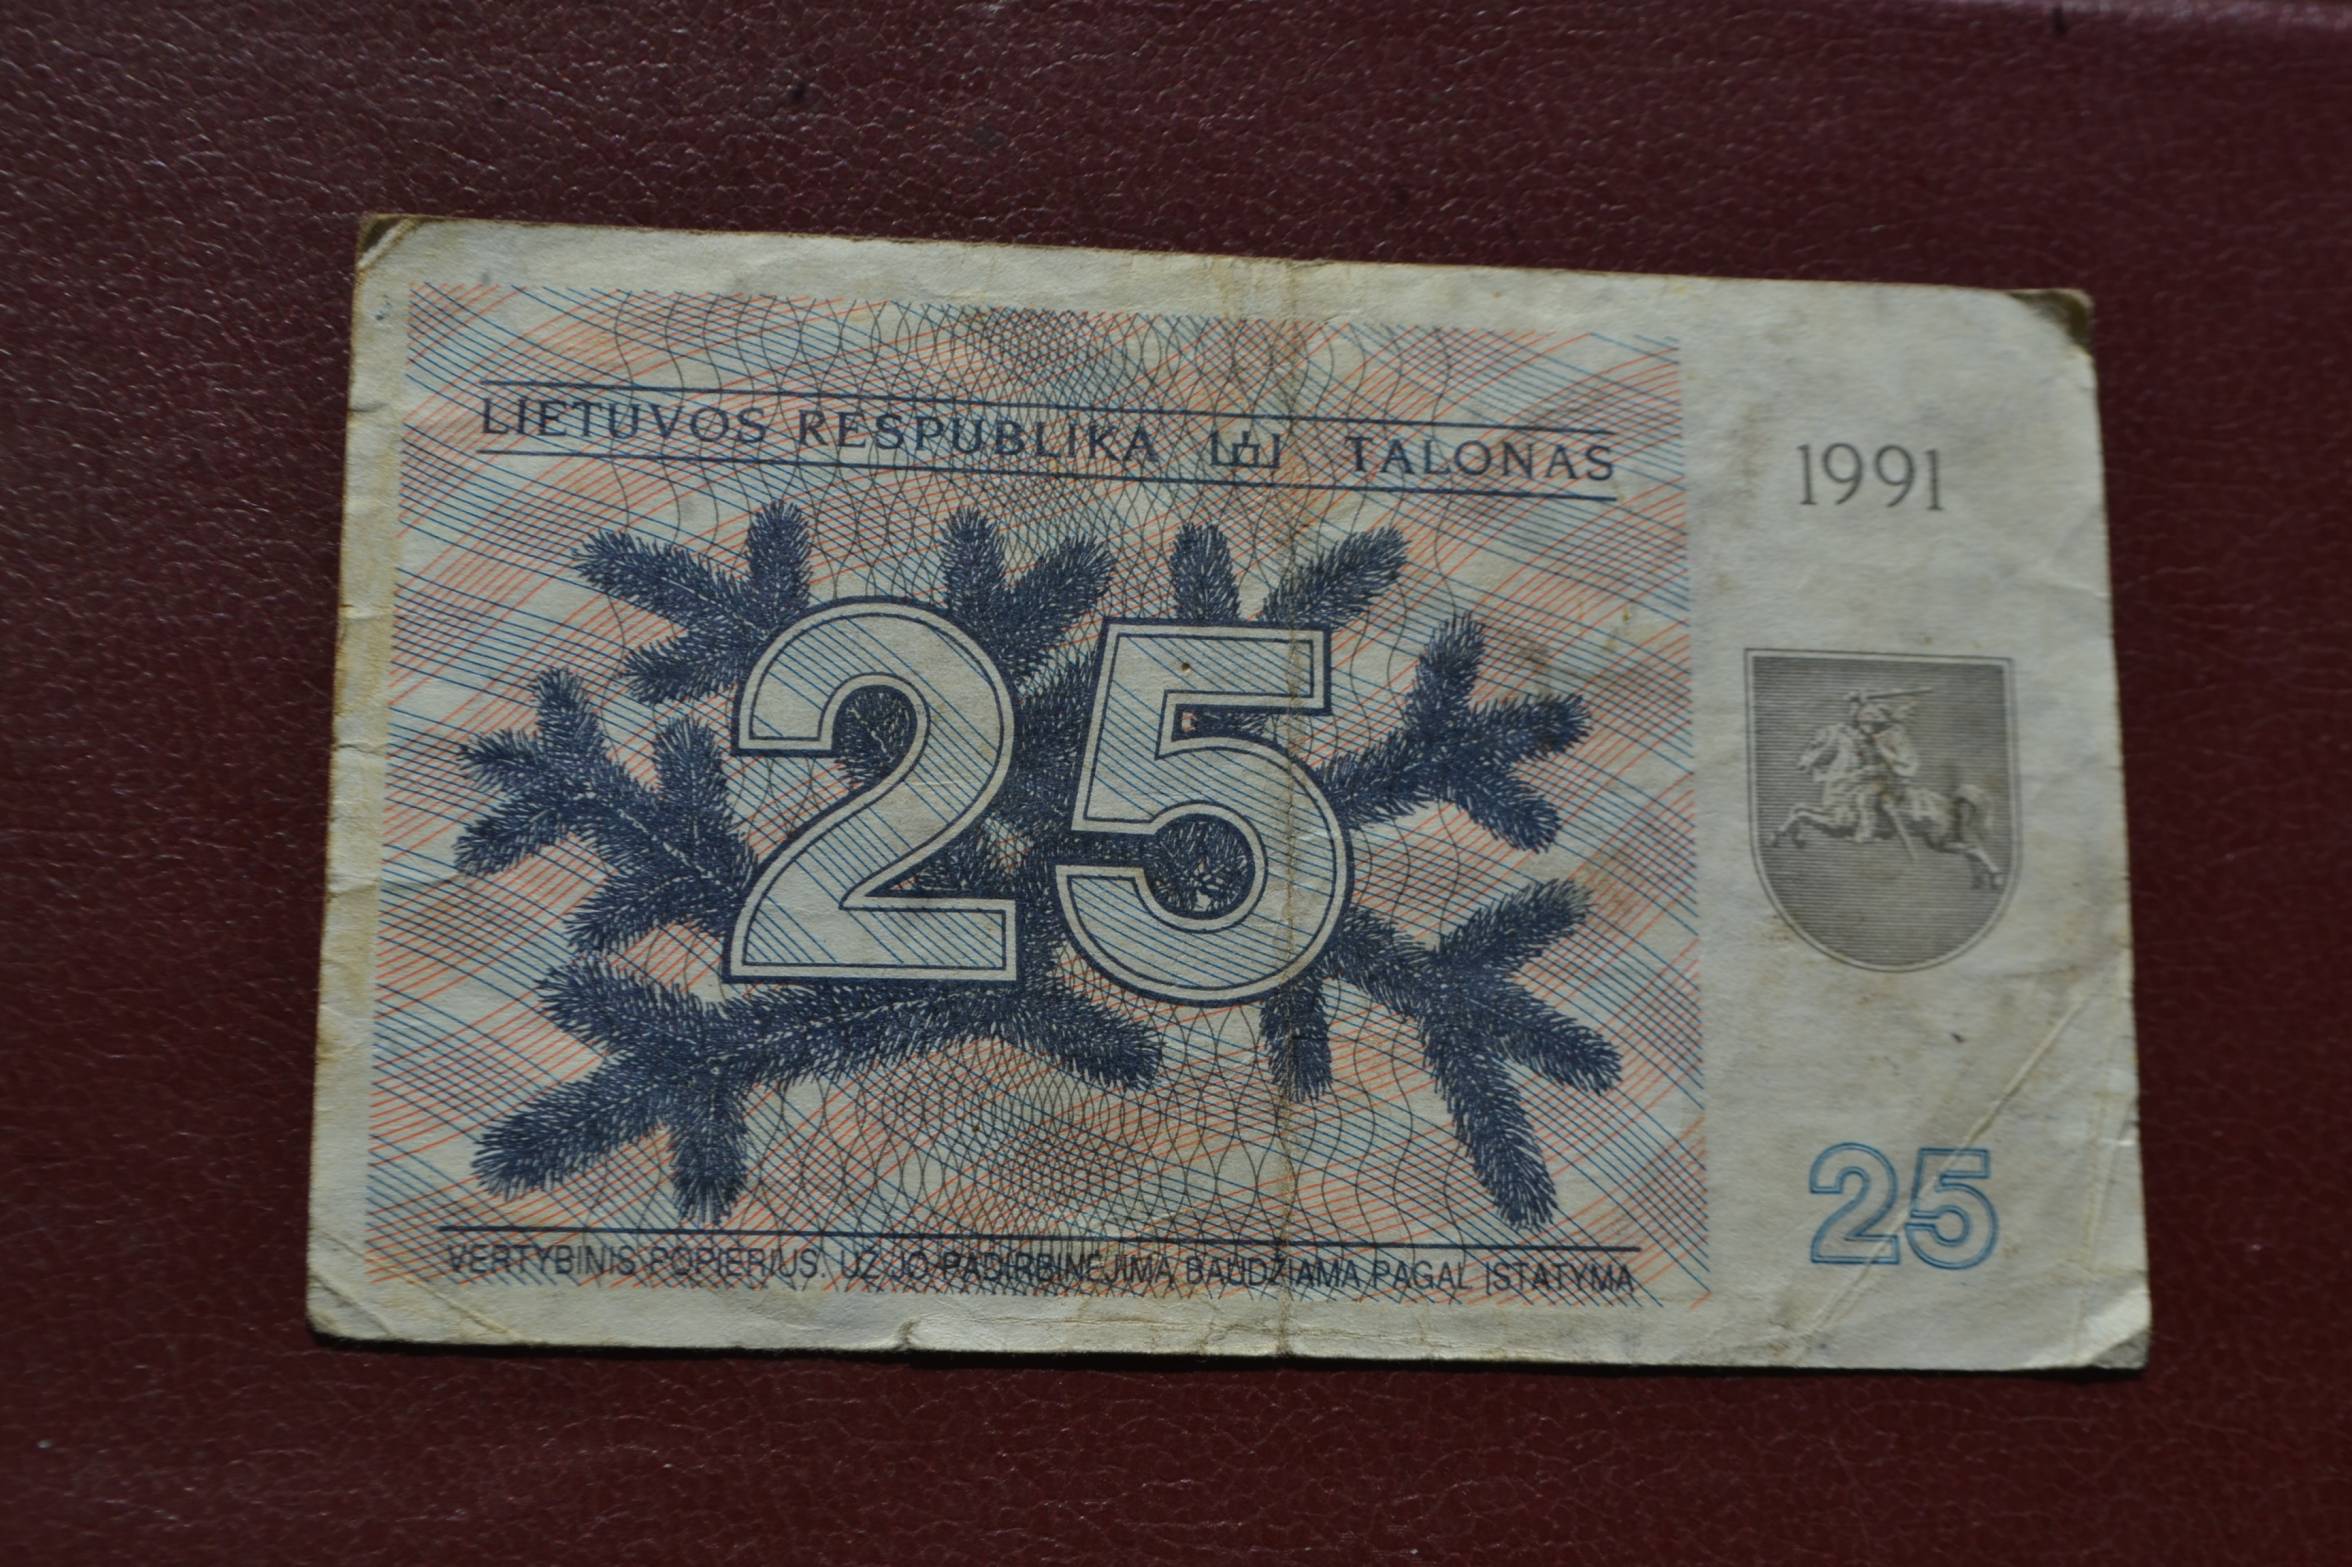 LIETUVOS RESPUBLIKA TALONAS
1991
25
25
VERTYBINIS POPIERIUS. UŽ JO PADIRBINĖJIMĄ BAUDŽIAMA PAGAL ĮSTATYMĄ